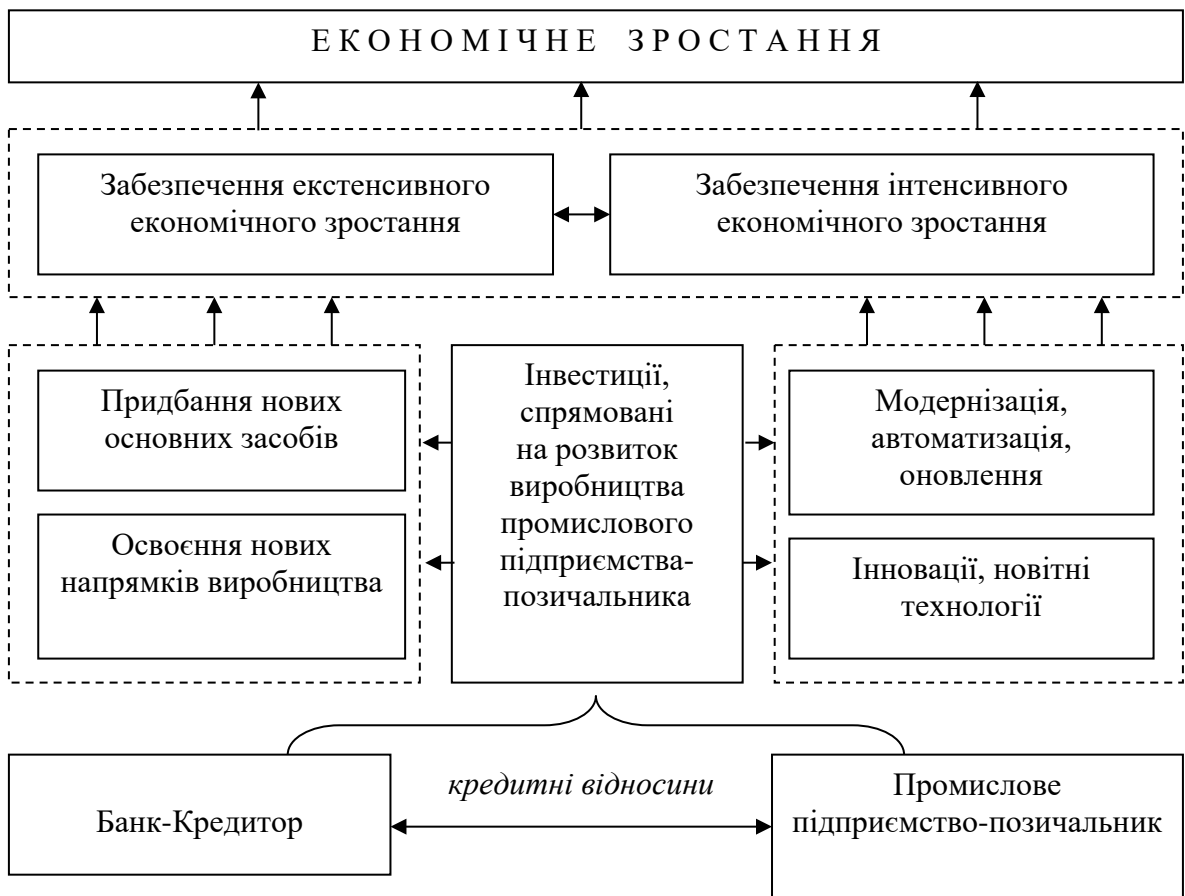 ЕКОНОМІЧНЕ ЗРОСТАННЯ
Забезпечення екстенсивного
економічного зростання
Забезпечення інтенсивного
економічного зростання
Придбання нових
основних засобів
Освоєння нових
напрямків виробництва
Інвестиції,
спрямовані
на розвиток
виробництва
промислового
підприємства-
позичальника
Модернізація,
автоматизація,
оновлення
Інновації, новітні
технології
Банк-Кредитор
кредитні відносини
Промислове
підприємство-позичальник